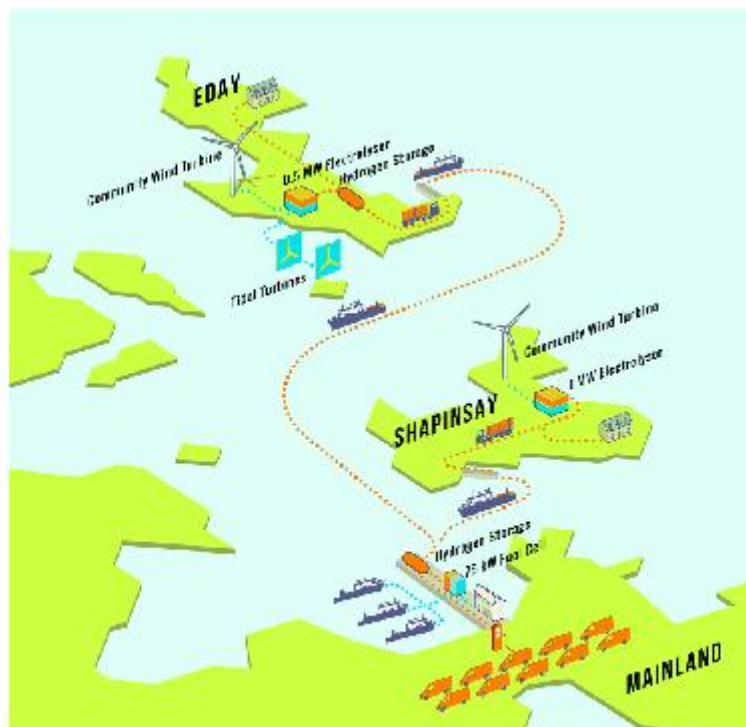 EDAY
Community Wind Turbine
0.5 MW Electrolyser
Hydrogen Storage
Tidal Turbines
Community Wind Turbine
1 MW Electrolyser
SHAPINSAY
Hydrogen Storage
75 kW Fuel Cell
MAINLAND